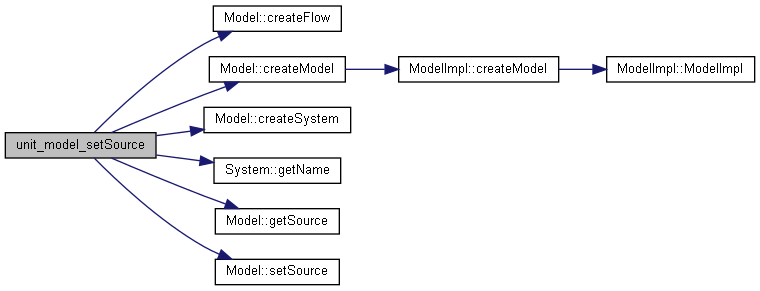 Model::createFlow
Model::createModel
ModelImpl::createModel
ModelImpl::ModelImpl
Model::createSystem
unit_model_setSource
System::getName
Model::getSource
Model::setSource